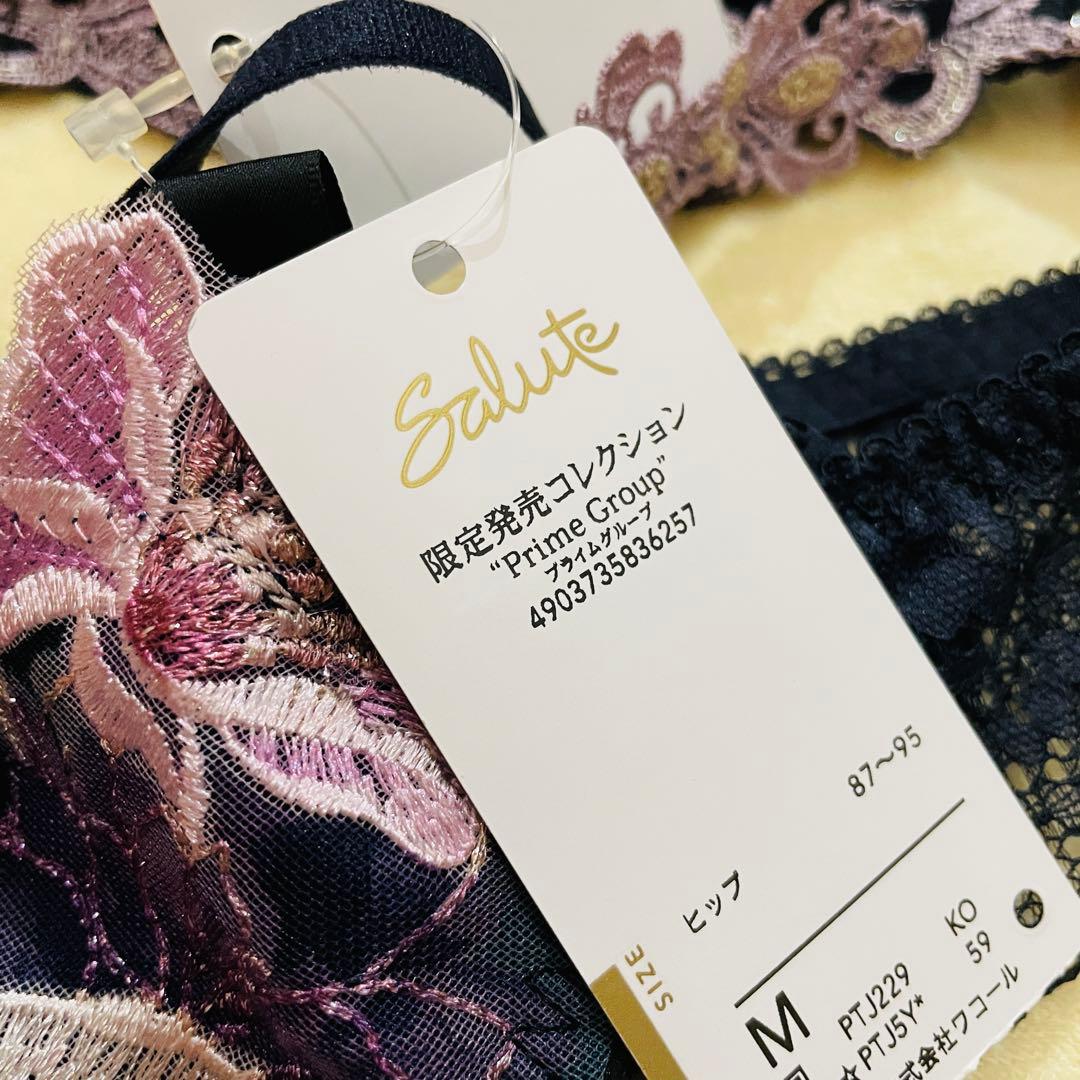 Salute
限定発売コレクション
“Prime Group”
プライムグループ
4903735836257
ヒップ 87〜95
SIZE
M
PTJ229 KO
☆PTJ5Y* 59
式会社ワコール